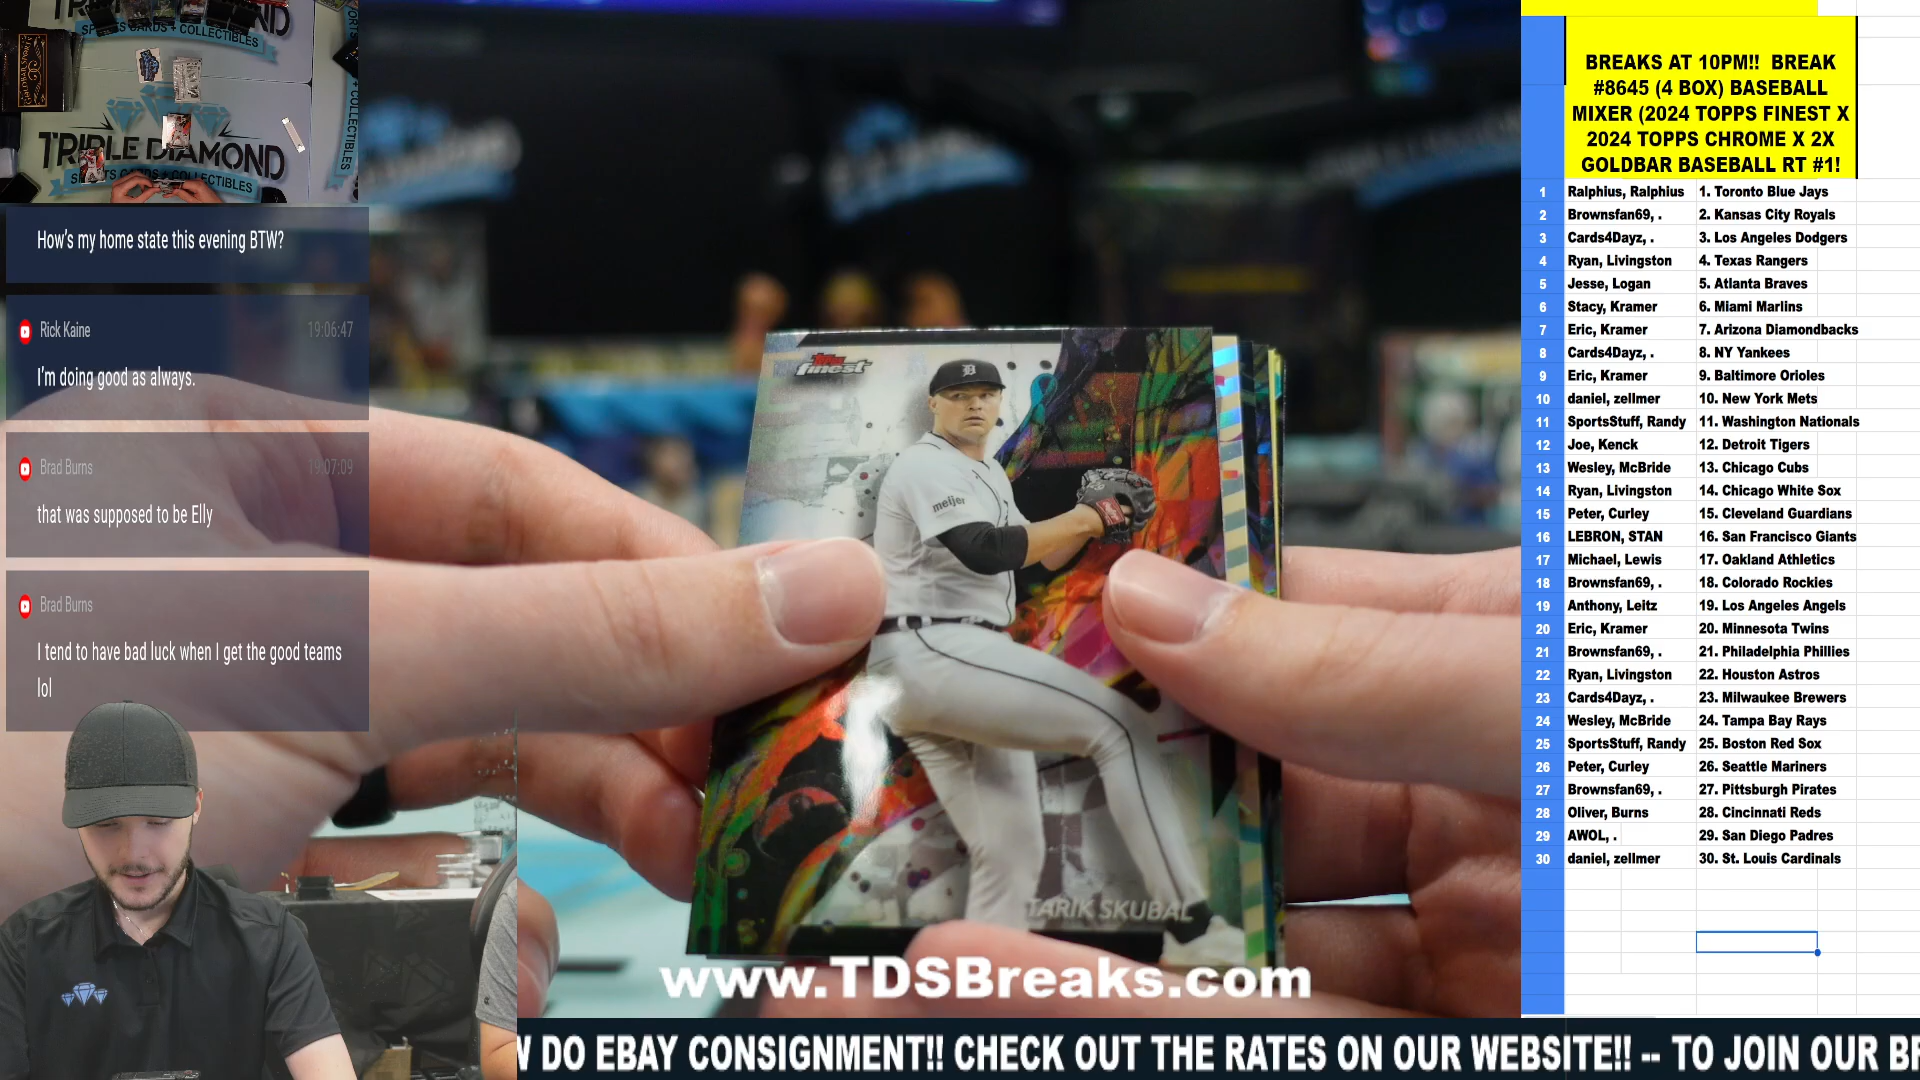 TRIPLE DIAMOND
SPORTS CARDS + COLLECTIBLES
How's my home state this evening BTW?
Rick Kaine 19:06:47
I'm doing good as always.
Brad Burns 19:07:09
that was supposed to be Elly
Brad Burns
I tend to have bad luck when I get the good teams
lol
Topps
finest
D
meijer
TARIK SKUBAL
www.TDSBreaks.com
W DO EBAY CONSIGNMENT!! CHECK OUT THE RATES ON OUR WEBSITE!! -- TO JOIN OUR BR
BREAKS AT 10PM!! BREAK
#8645 (4 BOX) BASEBALL
MIXER (2024 TOPPS FINEST X
2024 TOPPS CHROME X 2X
GOLDBAR BASEBALL RT #1!
1 Ralphius, Ralphius 1. Toronto Blue Jays
2 Brownsfan69, . 2. Kansas City Royals
3 Cards4Dayz, . 3. Los Angeles Dodgers
4 Ryan, Livingston 4. Texas Rangers
5 Jesse, Logan 5. Atlanta Braves
6 Stacy, Kramer 6. Miami Marlins
7 Eric, Kramer 7. Arizona Diamondbacks
8 Cards4Dayz, . 8. NY Yankees
9 Eric, Kramer 9. Baltimore Orioles
10 daniel, zellmer 10. New York Mets
11 SportsStuff, Randy 11. Washington Nationals
12 Joe, Kenck 12. Detroit Tigers
13 Wesley, McBride 13. Chicago Cubs
14 Ryan, Livingston 14. Chicago White Sox
15 Peter, Curley 15. Cleveland Guardians
16 LEBRON, STAN 16. San Francisco Giants
17 Michael, Lewis 17. Oakland Athletics
18 Brownsfan69, . 18. Colorado Rockies
19 Anthony, Leitz 19. Los Angeles Angels
20 Eric, Kramer 20. Minnesota Twins
21 Brownsfan69, . 21. Philadelphia Phillies
22 Ryan, Livingston 22. Houston Astros
23 Cards4Dayz, . 23. Milwaukee Brewers
24 Wesley, McBride 24. Tampa Bay Rays
25 SportsStuff, Randy 25. Boston Red Sox
26 Peter, Curley 26. Seattle Mariners
27 Brownsfan69, . 27. Pittsburgh Pirates
28 Oliver, Burns 28. Cincinnati Reds
29 AWOL, . 29. San Diego Padres
30 daniel, zellmer 30. St. Louis Cardinals